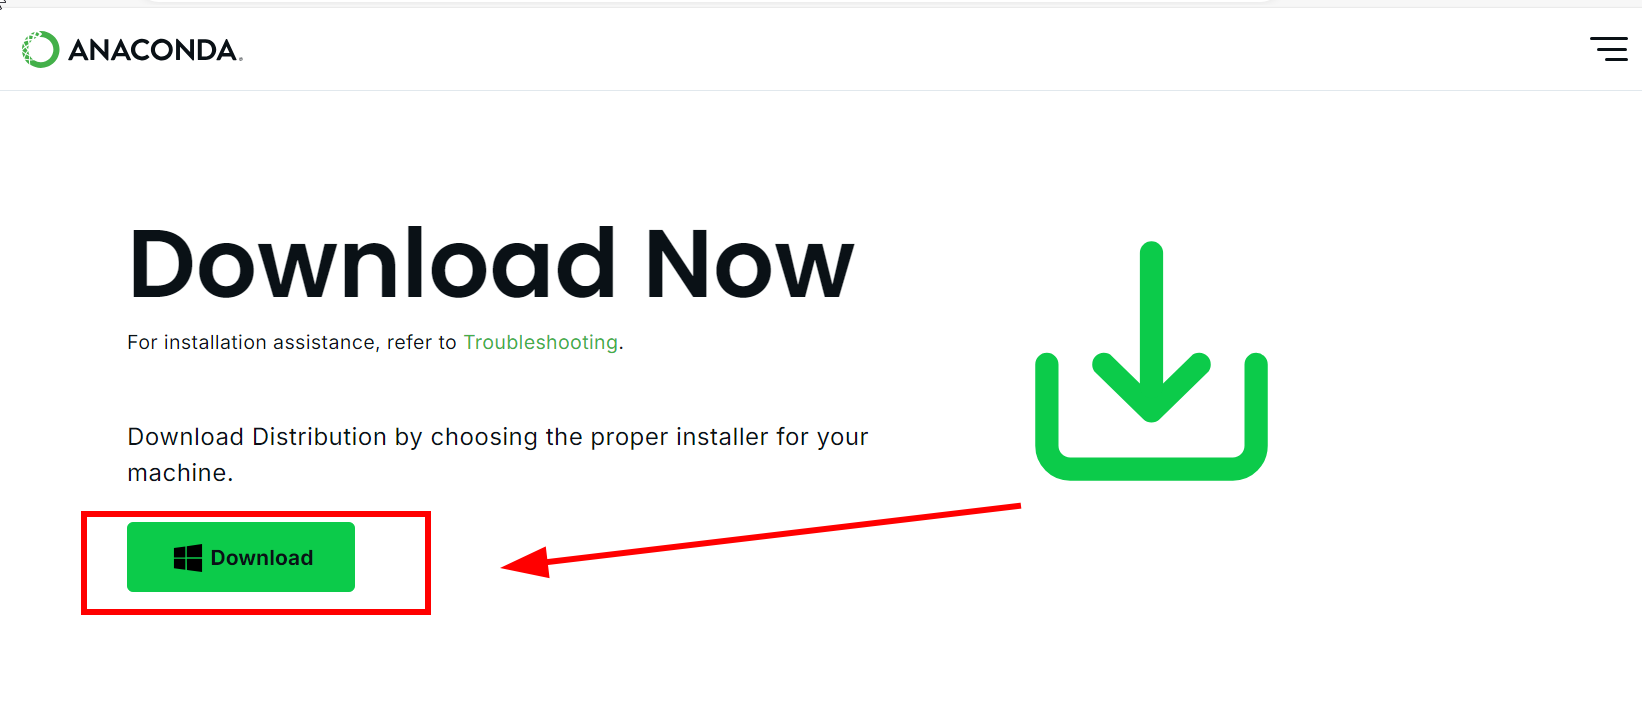 ANACONDA.
Download Now
For installation assistance, refer to Troubleshooting.
Download Distribution by choosing the proper installer for your
machine.
Download